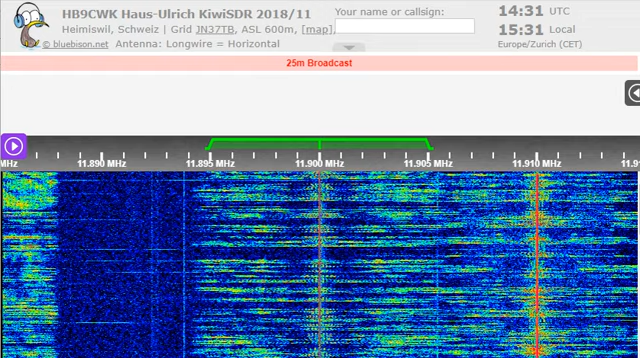 HB9CWK Haus-Ulrich KiwiSDR 2018/11
Heimiswil, Schweiz | Grid JN37TB, ASL 600m, [map],
© bluebison.net Antenna: Longwire = Horizontal
Your name or callsign:
14:31 UTC
15:31 Local
Europe/Zurich (CET)
25m Broadcast
MHz 11.890 MHz 11.895 MHz 11.900 MHz 11.905 MHz 11.910 MHz 11.91